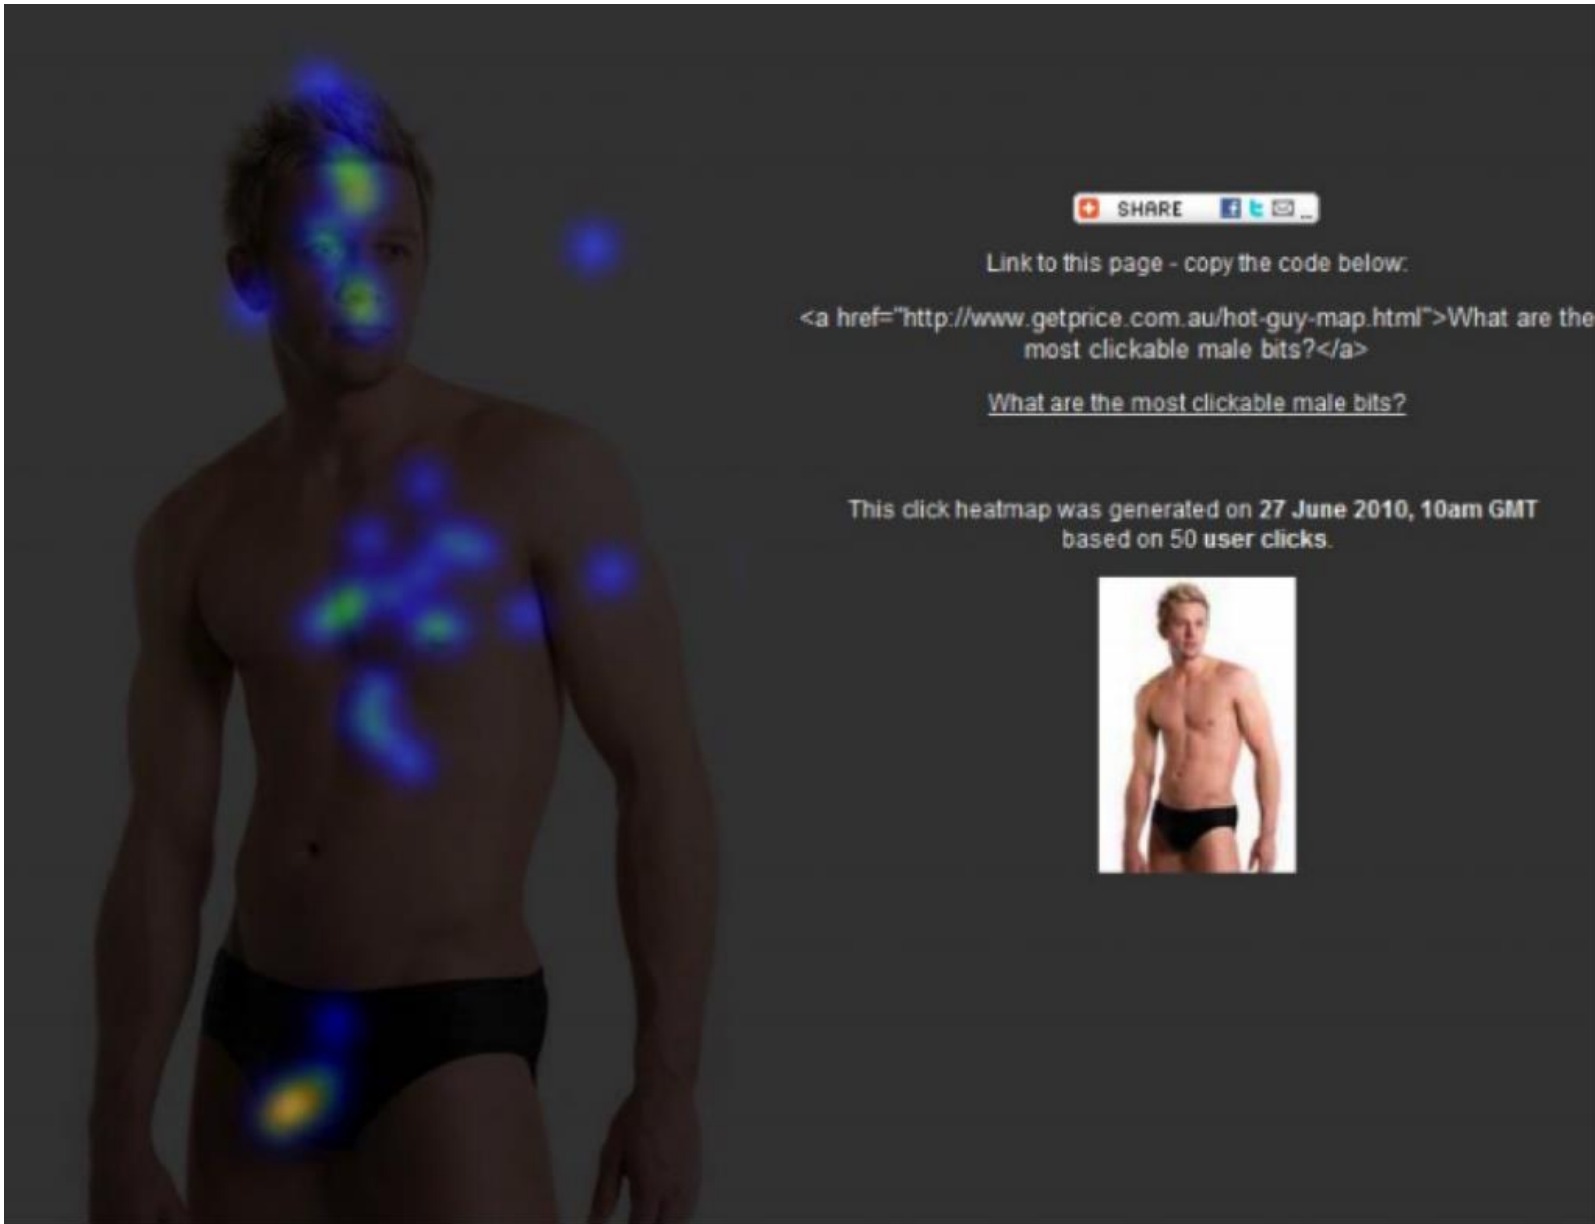 SHARE
Link to this page - copy the code below:
<a href="http://www.getprice.com.au/hot-guy-map.html">What are the
most clickable male bits?</a>
What are the most clickable male bits?
This click heatmap was generated on 27 June 2010, 10am GMT
based on 50 user clicks.